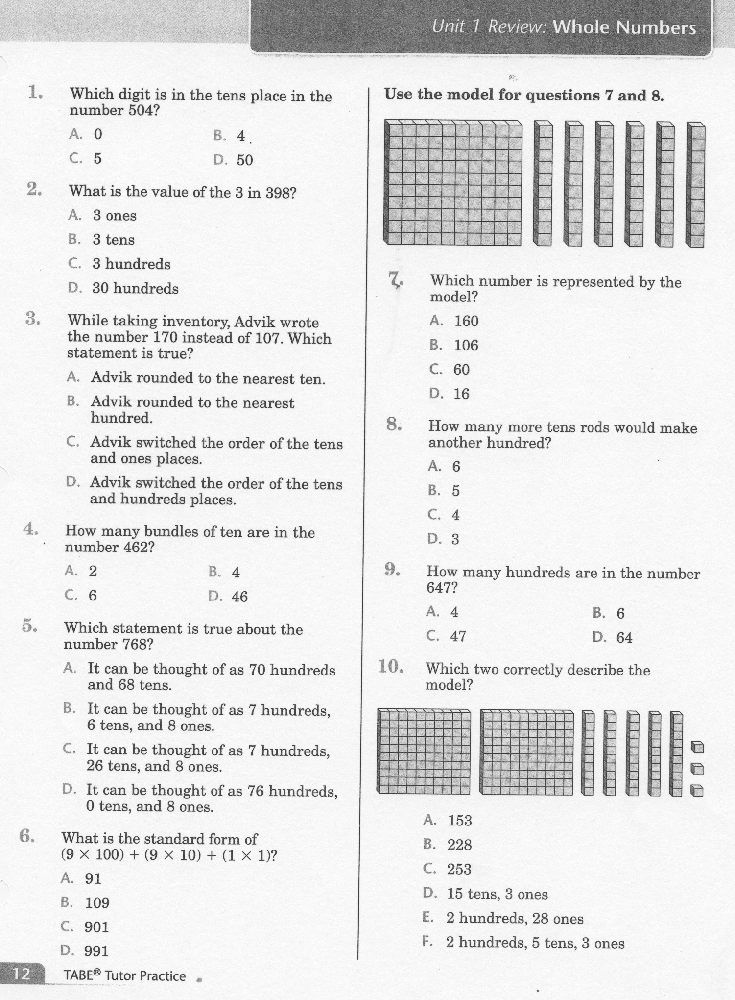 Unit 1 Review: Whole Numbers
1. Which digit is in the tens place in the
number 504?
A. 0 B. 4
C. 5 D. 50
2. What is the value of the 3 in 398?
A. 3 ones
B. 3 tens
C. 3 hundreds
D. 30 hundreds
3. While taking inventory, Advik wrote
the number 170 instead of 107. Which
statement is true?
A. Advik rounded to the nearest ten.
B. Advik rounded to the nearest
hundred.
C. Advik switched the order of the tens
and ones places.
D. Advik switched the order of the tens
and hundreds places.
4. How many bundles of ten are in the
number 462?
A. 2 B. 4
C. 6 D. 46
5. Which statement is true about the
number 768?
A. It can be thought of as 70 hundreds
and 68 tens.
B. It can be thought of as 7 hundreds,
6 tens, and 8 ones.
C. It can be thought of as 7 hundreds,
26 tens, and 8 ones.
D. It can be thought of as 76 hundreds,
0 tens, and 8 ones.
6. What is the standard form of
(9 × 100) + (9 × 10) + (1 × 1)?
A. 91
B. 109
C. 901
D. 991
Use the model for questions 7 and 8.
7. Which number is represented by the
model?
A. 160
B. 106
C. 60
D. 16
8. How many more tens rods would make
another hundred?
A. 6
B. 5
C. 4
D. 3
9. How many hundreds are in the number
647?
A. 4 B. 6
C. 47 D. 64
10. Which two correctly describe the
model?
A. 153
B. 228
C. 253
D. 15 tens, 3 ones
E. 2 hundreds, 28 ones
F. 2 hundreds, 5 tens, 3 ones
12 TABE® Tutor Practice